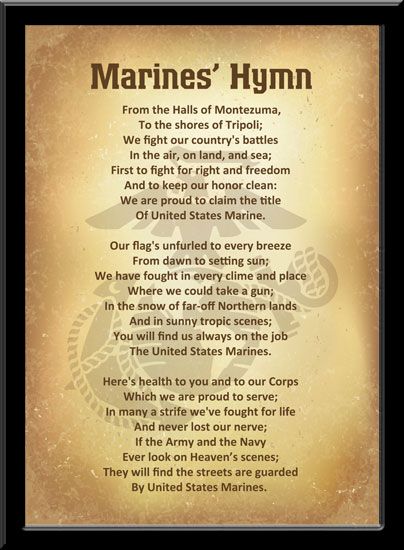 Marines' Hymn
From the Halls of Montezuma,
To the shores of Tripoli;
We fight our country's battles
In the air, on land, and sea;
First to fight for right and freedom
And to keep our honor clean:
We are proud to claim the title
Of United States Marine.
Our flag's unfurled to every breeze
From dawn to setting sun;
We have fought in every clime and place
Where we could take a gun;
In the snow of far-off Northern lands
And in sunny tropic scenes;
You will find us always on the job
The United States Marines.
Here's health to you and to our Corps
Which we are proud to serve;
In many a strife we've fought for life
And never lost our nerve;
If the Army and the Navy
Ever look on Heaven's scenes;
They will find the streets are guarded
By United States Marines.